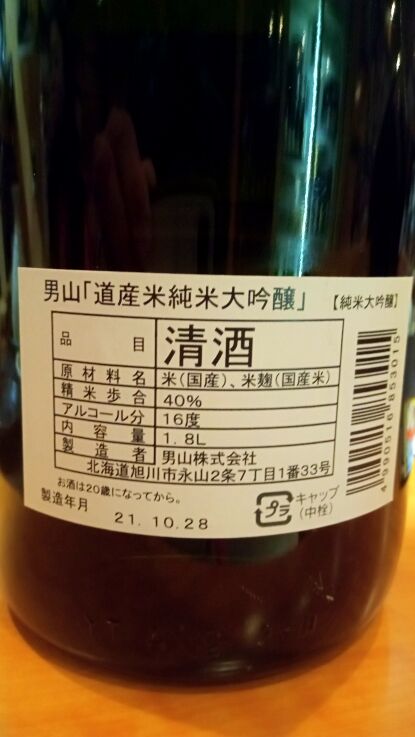 男山「道産米純米大吟醸」 【純米大吟醸】
品目 清酒
原材料名 米(国産)、米麹(国産米)
精米歩合 40%
アルコール分 16度
内容量 1.8L
製造者 男山株式会社
北海道旭川市永山2条7丁目1番33号
お酒は20歳になってから。
製造年月 21.10.28
プラ キャップ
(中栓)
4990516853015